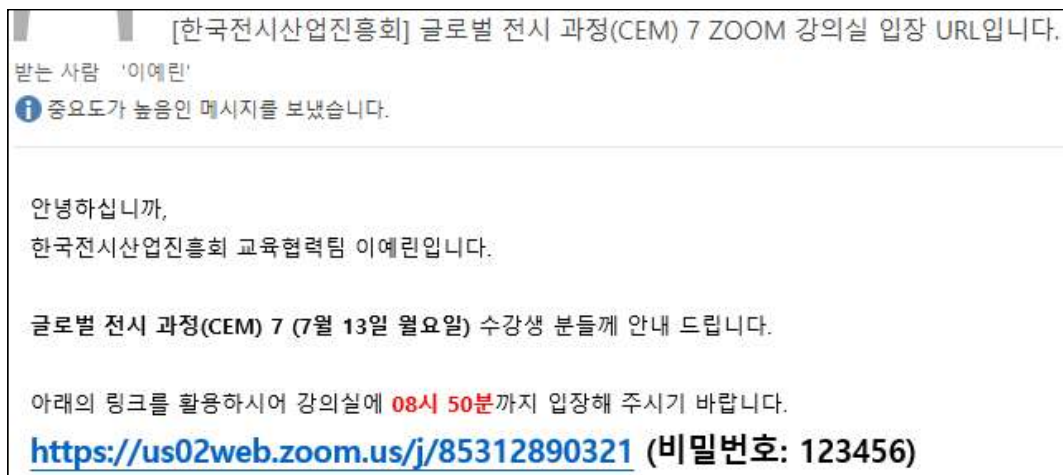 [한국전시산업진흥회] 글로벌 전시 과정(CEM) 7 ZOOM 강의실 입장 URL입니다.
받는 사람 '이예린'
중요도가 높음인 메시지를 보냈습니다.
안녕하십니까,
한국전시산업진흥회 교육협력팀 이예린입니다.
글로벌 전시 과정(CEM) 7 (7월 13일 월요일) 수강생 분들께 안내 드립니다.
아래의 링크를 활용하시어 강의실에 08시 50분까지 입장해 주시기 바랍니다.
https://us02web.zoom.us/j/85312890321 (비밀번호: 123456)